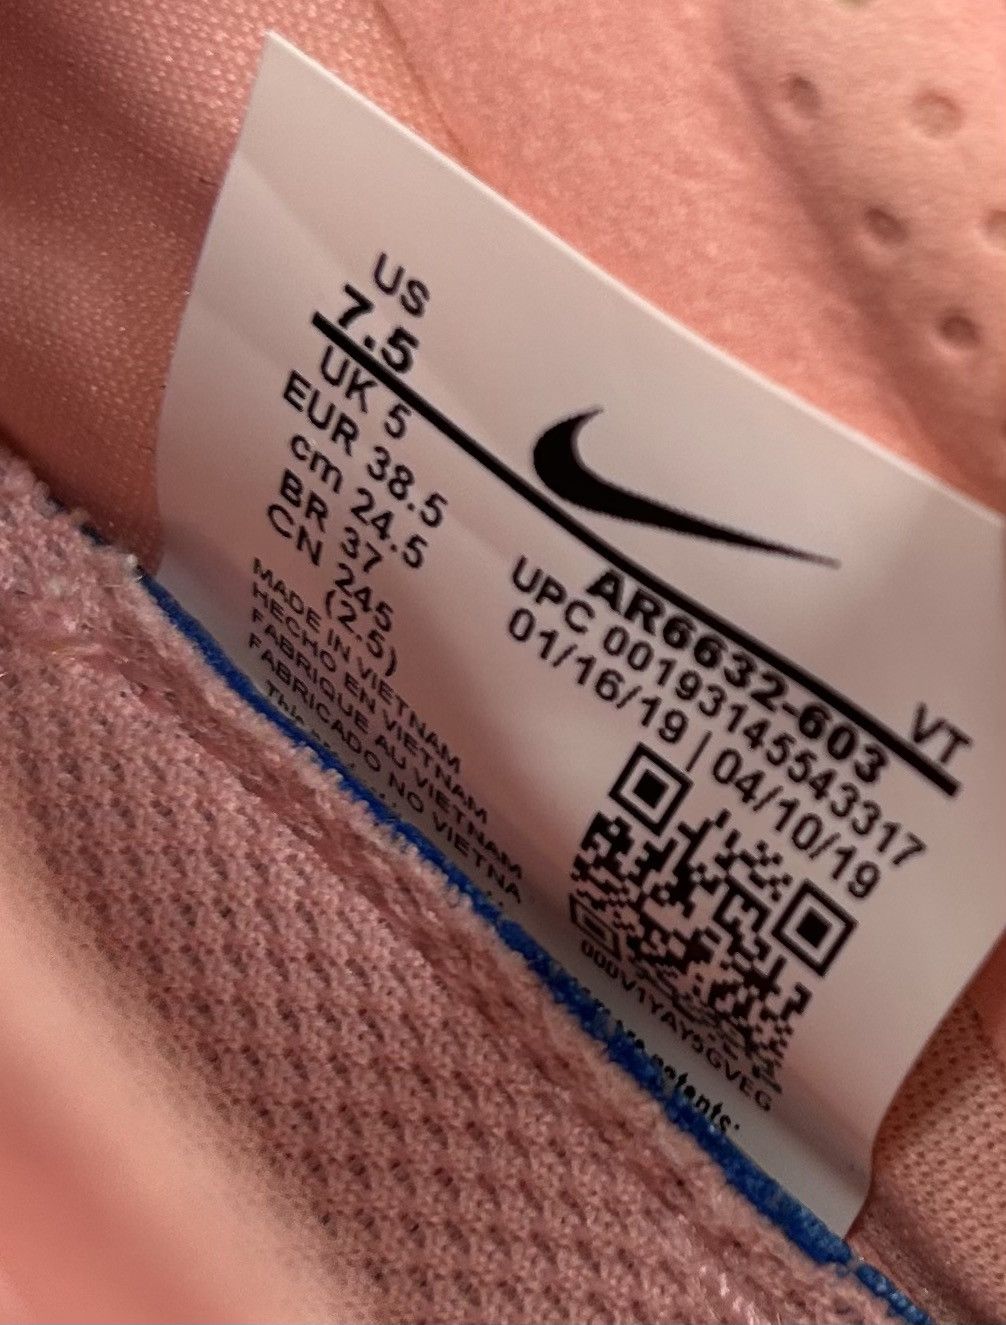 US
7.5
UK 5
EUR 38.5
cm 24.5
BR 37
CN 245
(2.5)
MADE IN VIETNAM
HECHO EN VIETNAM
FABRIQUE AU VIETNAM
FABRICADO NO VIETNA
This
AR6632-603
VT
UPC 00193145543317
01/16/19 | 04/10/19
000V1YAY5GVEG
patents.